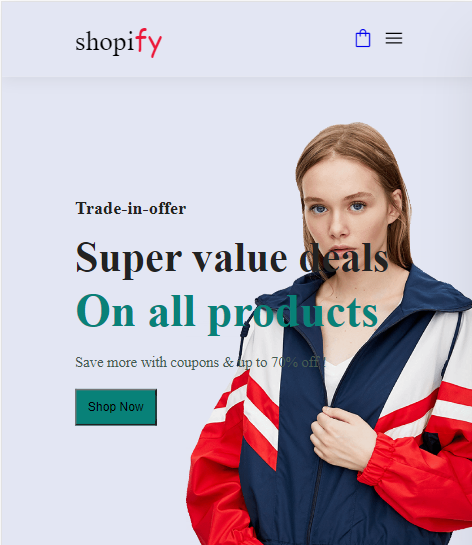 shopify
Trade-in-offer
Super value deals
On all products
Save more with coupons & up to 70% off!
Shop Now